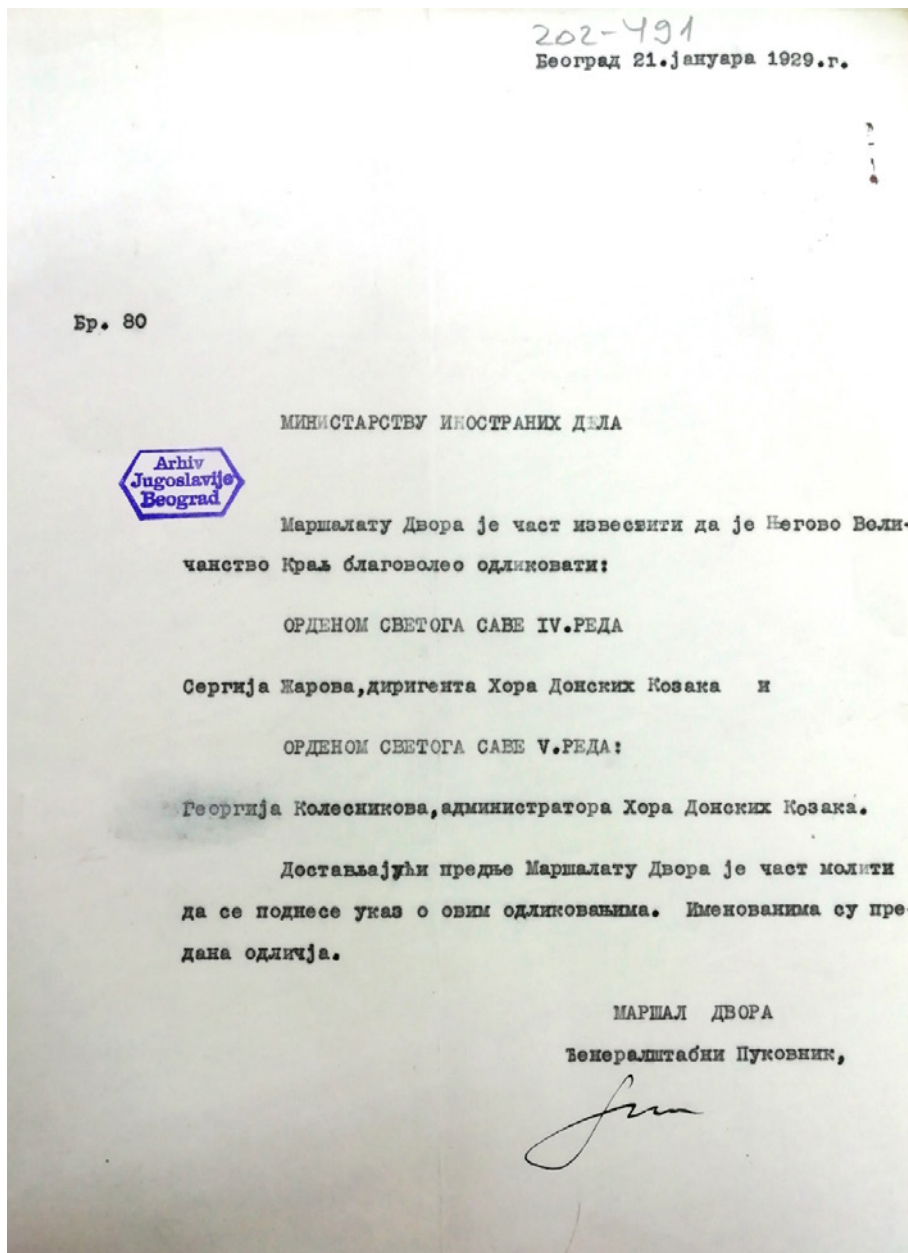 202-491
Београд 21.јануара 1929.г.
Бр. 80
МИНИСТАРСТВУ ИНОСТРАНИХ ДЕЛА
Arhiv
Jugoslavije
Beograd
Маршалату Двора је част известити да је Његово Вели-
чанство Краљ благоволео одликовати:
ОРДЕНОМ СВЕТОГА САВЕ IV.РЕДА
Сергија Жарова,диригента Хора Донских Козака и
ОРДЕНОМ СВЕТОГА САВЕ V.РЕДА:
Георгија Колесникова,администратора Хора Донских Козака.
Достављајући предње Маршалату Двора је част молити
да се поднесе указ о овим одликовањима. Именованима су пре-
дана одличја.
МАРШАЛ ДВОРА
Ђенералштабни Пуковник,